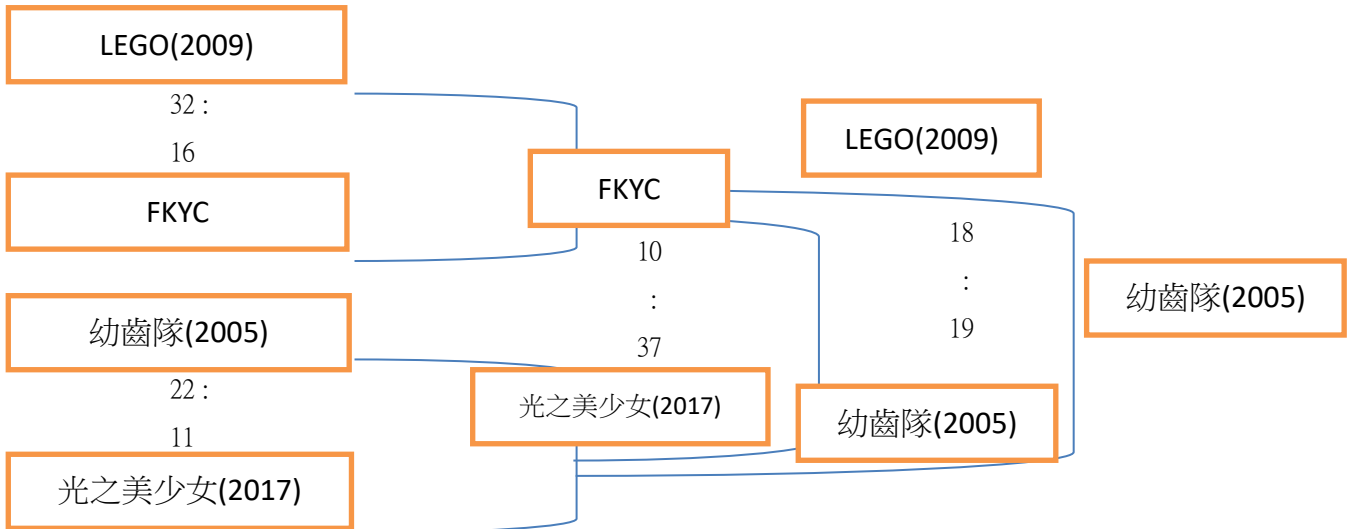 LEGO(2009)
32 :
16
FKYC
幼齒隊(2005)
22 :
11
光之美少女(2017)
FKYC
10
:
37
光之美少女(2017)
LEGO(2009)
18
:
19
幼齒隊(2005)
幼齒隊(2005)